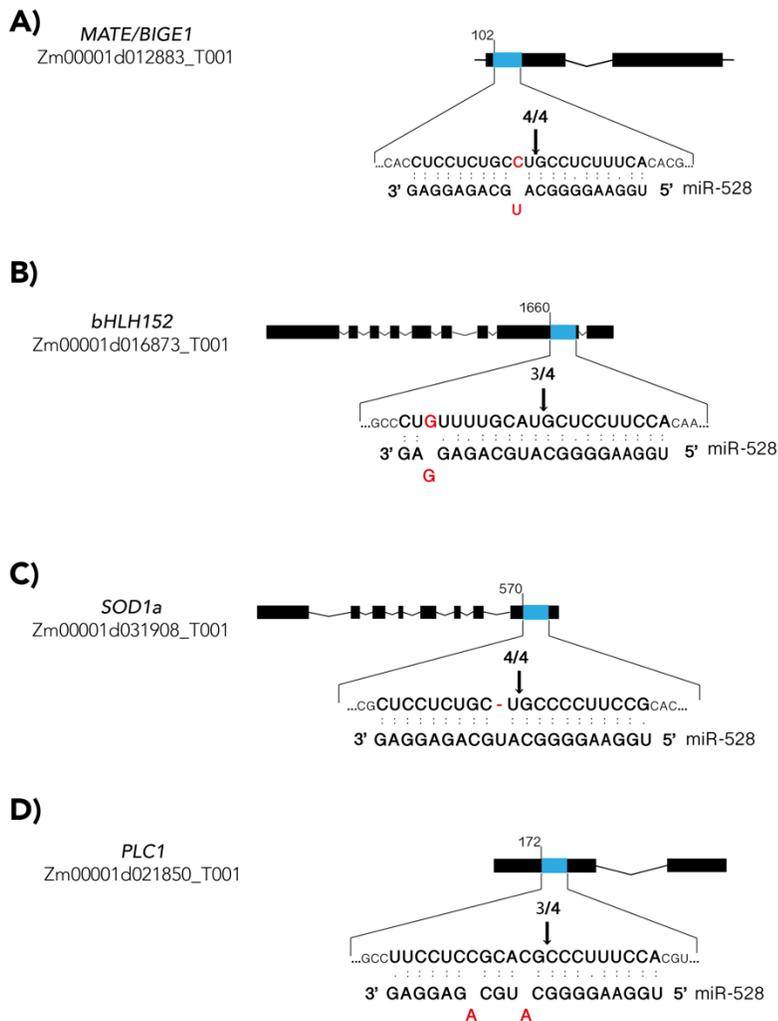 A)
MATE/BIGE1
Zm00001d012883_T001
102
4/4
...CACCUCCUCUGCCUGCCUCUUUCACACG...
3' GAGGAGACG ACGGGGAAGGU 5' miR-528
U
B)
bHLH152
Zm00001d016873_T001
1660
3/4
...GCCCUGUUUUGCAUGCUCCUUCCACAA...
3' GA GAGACGUACGGGGAAGGU 5' miR-528
G
C)
SOD1a
Zm00001d031908_T001
570
4/4
...CGCUCCUCUGC-UGCCCCUUCCGCAC...
3' GAGGAGACGUACGGGGAAGGU 5' miR-528
D)
PLC1
Zm00001d021850_T001
172
3/4
...GCCUUCCUCCGCACGCCCUUUCCACGU...
3' GAGGAG CGU CGGGGAAGGU 5' miR-528
A A